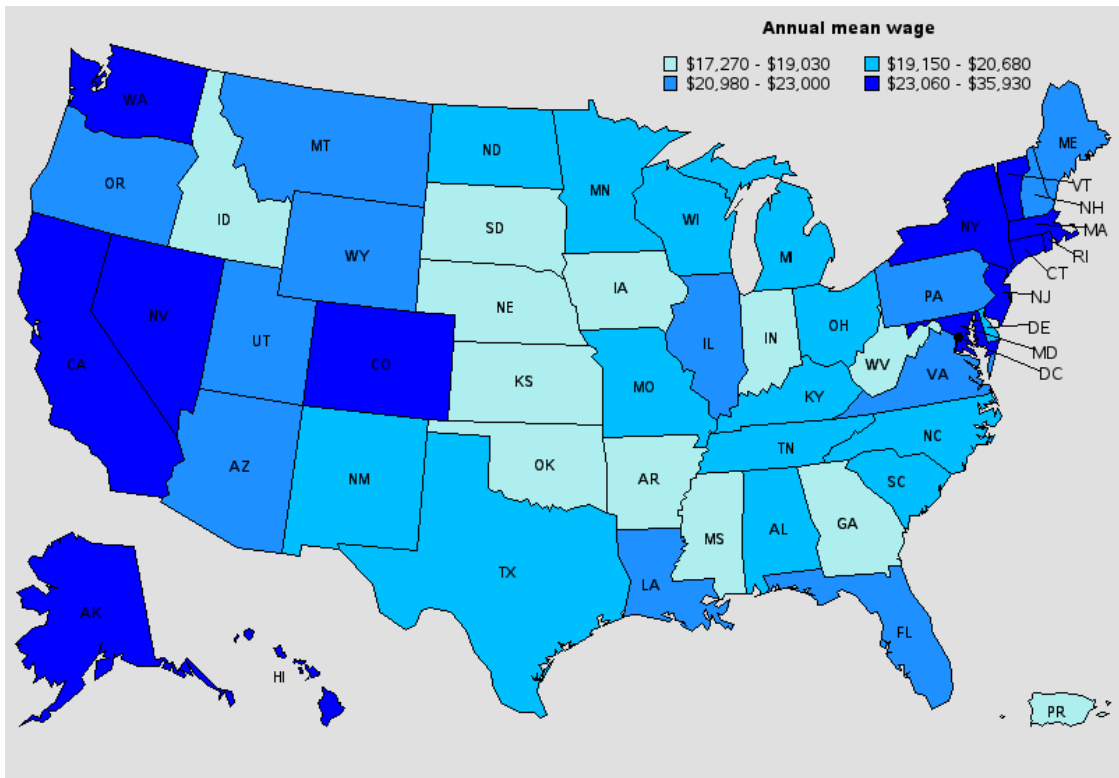 Annual mean wage
$17,270 - $19,030 $19,150 - $20,680
$20,980 - $23,000 $23,060 - $35,930
WA
MT
ND
MN
ME
OR
VT
ID
NH
WI
SD
NY
MA
WY
MI
RI
CT
IA
PA
NJ
NE
NV
OH
DE
UT
IL
IN
MD
CA
CO
WV
DC
VA
KS
MO
KY
NC
TN
AZ
OK
NM
AR
SC
GA
AL
MS
TX
LA
AK
FL
HI
PR